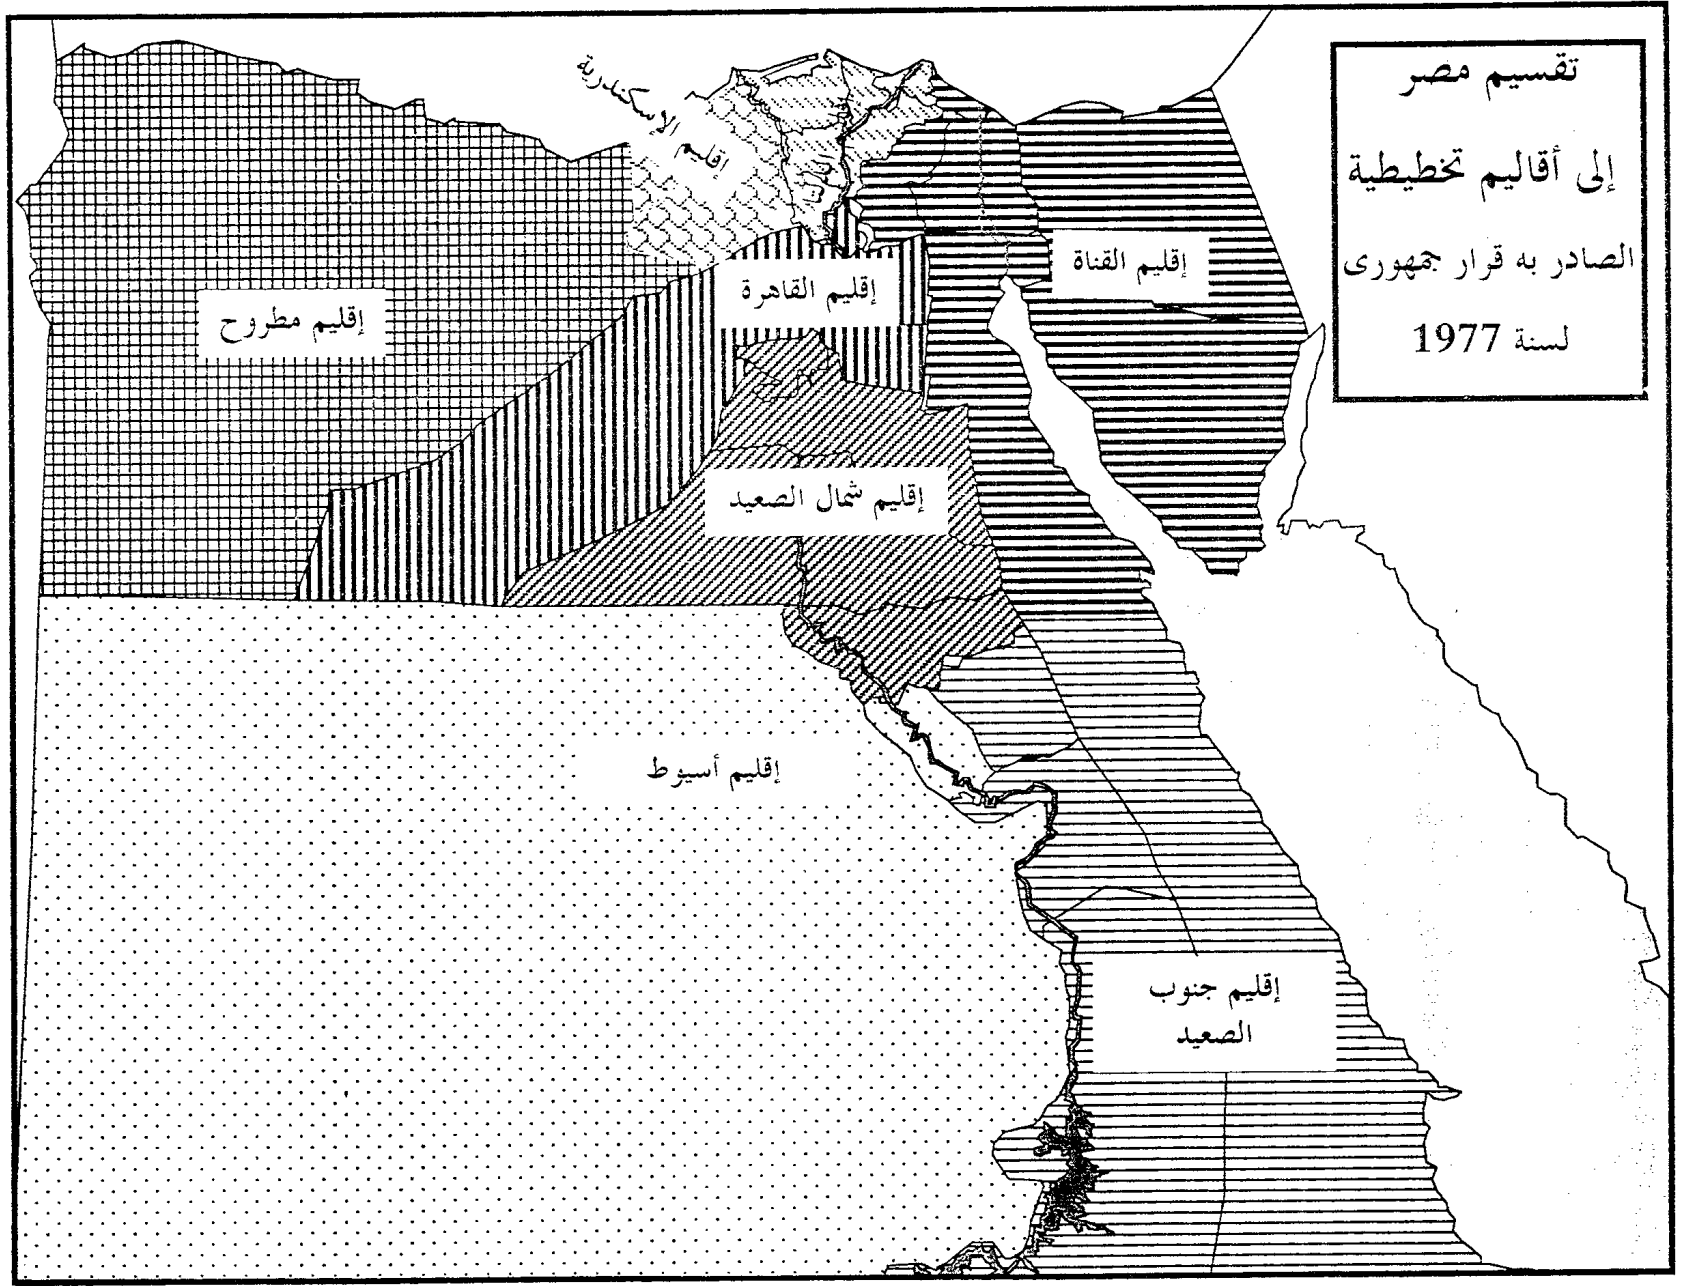 تقسيم مصر
إلى أقاليم تخطيطية
الصادر به قرار جمهورى
لسنة 1977
إقليم الإسكندرية
إقليم القناة
إقليم القاهرة
إقليم مطروح
إقليم شمال الصعيد
إقليم أسيوط
إقليم جنوب
الصعيد